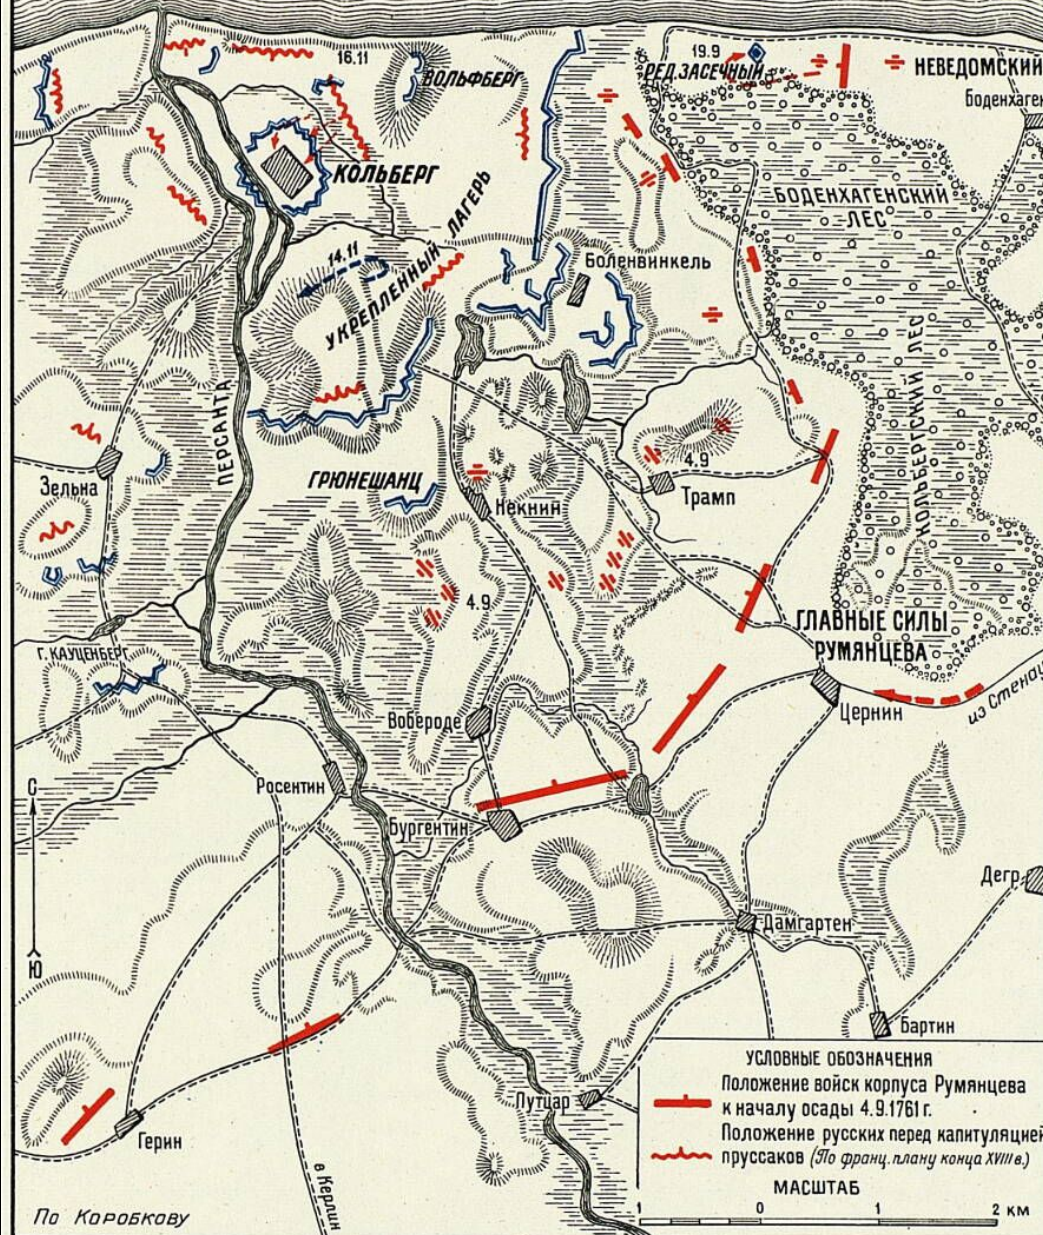 16.11
ВОЛЬФБЕРГ
19.9
РЕД.ЗАСЕЧНЫЙ
НЕВЕДОМСКИЙ
Боденхаген
КОЛЬБЕРГ
БОДЕНХАГЕНСКИЙ
ЛЕС
УКРЕПЛЕННЫЙ ЛАГЕРЬ
14.11
Боленвинкель
КОЛЬБЕРГСКИЙ ЛЕС
ПЕРСАНТА
Зельна
ГРЮНЕШАНЦ
Некнин
4.9
Трамп
4.9
ГЛАВНЫЕ СИЛЫ
РУМЯНЦЕВА
Г. КАУЦЕНБЕРГ
Цернин
из Стенау
Вобероде
Росентин
Бургентин
С
Ю
Дегр
Дамгартен
Бартин
Путцар
Герин
в Керлин
УСЛОВНЫЕ ОБОЗНАЧЕНИЯ
Положение войск корпуса Румянцева
к началу осады 4.9.1761 г.
Положение русских перед капитуляцией
пруссаков (По франц. плану конца XVIII в.)
МАСШТАБ
1 0 1 2 км
По Коробкову